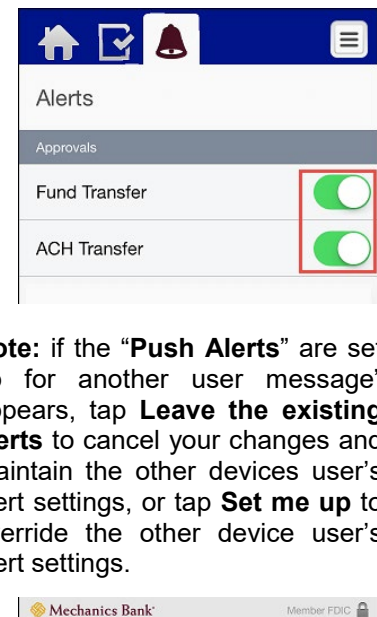 Alerts
Approvals
Fund Transfer
ACH Transfer
ote: if the “Push Alerts” are set
for another user message”
ppears, tap Leave the existing
erts to cancel your changes and
aintain the other devices user’s
ert settings, or tap Set me up to
erride the other device user’s
ert settings.
Mechanics Bank Member FDIC